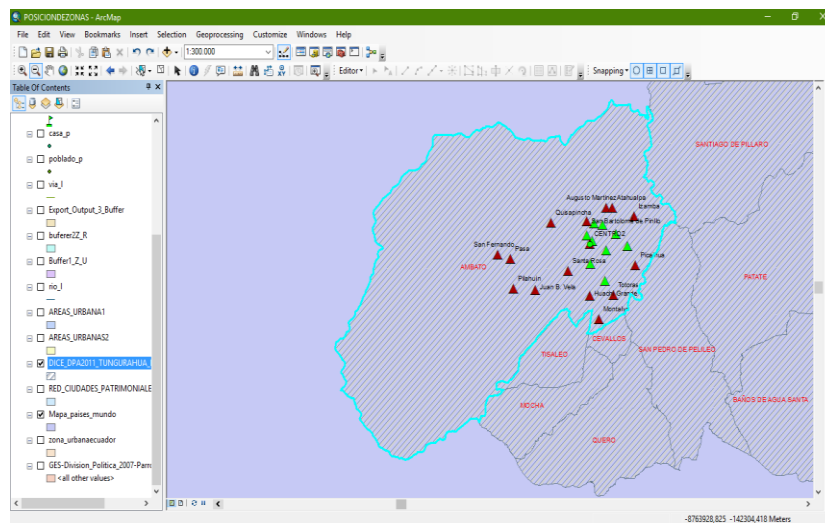 POSICIONDEZONAS - ArcMap
File Edit View Bookmarks Insert Selection Geoprocessing Customize Windows Help
1:300.000
Editor
Snapping
Table Of Contents
casa_p
poblado_p
via_l
Export_Output_3_Buffer
buferer2Z_R
Buffer1_Z_U
rio_l
AREAS_URBANA1
AREAS_URBANAS2
DICE_DPA2011_TUNGURAHUA_
RED_CIUDADES_PATRIMONIALE
Mapa_paises_mundo
zona_urbanaecuador
GES-Division_Politica_2007-Pam
<all other values>
SANTIAGO DE PILLARO
Augusto Martinez Atahualpa
Izamba
Quisapincha
San Bartolome de Pinllo
CENTRO2
San Fernando
Pasa
Santa Rosa
AMBATO
PATATE
Pilahuin
Juan B. Vela
Totoras
Huachi Grande
Montalvo
CEVALLOS
TISALEO
SAN PEDRO DE PELILEO
MOCHA
BAÑOS DE AGUA SANTA
QUERO
-8763928,825 -142304,418 Meters